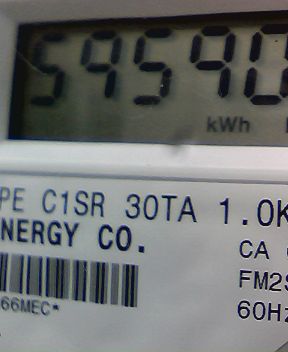 59590
kWh
PE C1SR 30TA 1.0K
NERGY CO.
CA
FM2S
66MEC*
60Hz